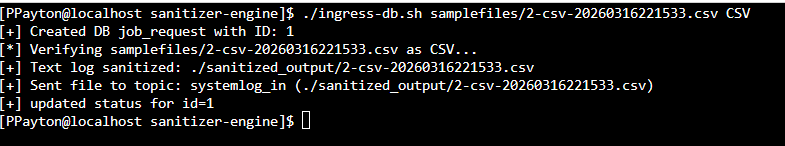 [PPayton@localhost sanitizer-engine]$ ./ingress-db.sh samplefiles/2-csv-20260316221533.csv CSV
[+] Created DB job_request with ID: 1
[*] Verifying samplefiles/2-csv-20260316221533.csv as CSV...
[+] Text log sanitized: ./sanitized_output/2-csv-20260316221533.csv
[+] Sent file to topic: systemlog_in (./sanitized_output/2-csv-20260316221533.csv)
[+] updated status for id=1
[PPayton@localhost sanitizer-engine]$